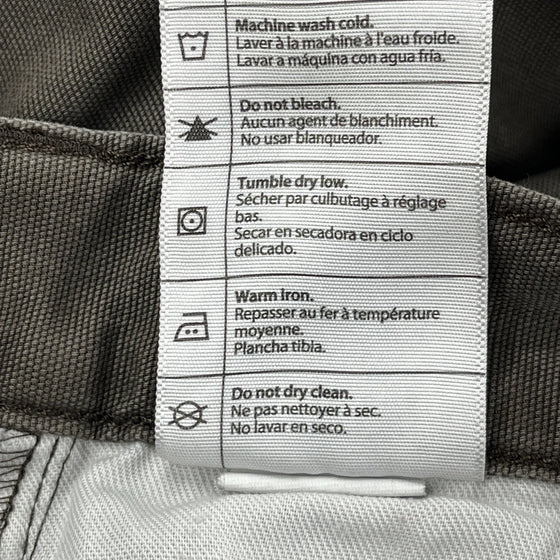 Machine wash cold.
Laver à la machine à l'eau froide.
Lavar a máquina con agua fria.
Do not bleach.
Aucun agent de blanchiment.
No usar blanqueador.
Tumble dry low.
Sécher par culbutage à réglage
bas.
Secar en secadora en ciclo
delicado.
Warm Iron.
Repasser au fer à température
moyenne.
Plancha tibia.
Do not dry clean.
Ne pas nettoyer à sec.
No lavar en seco.